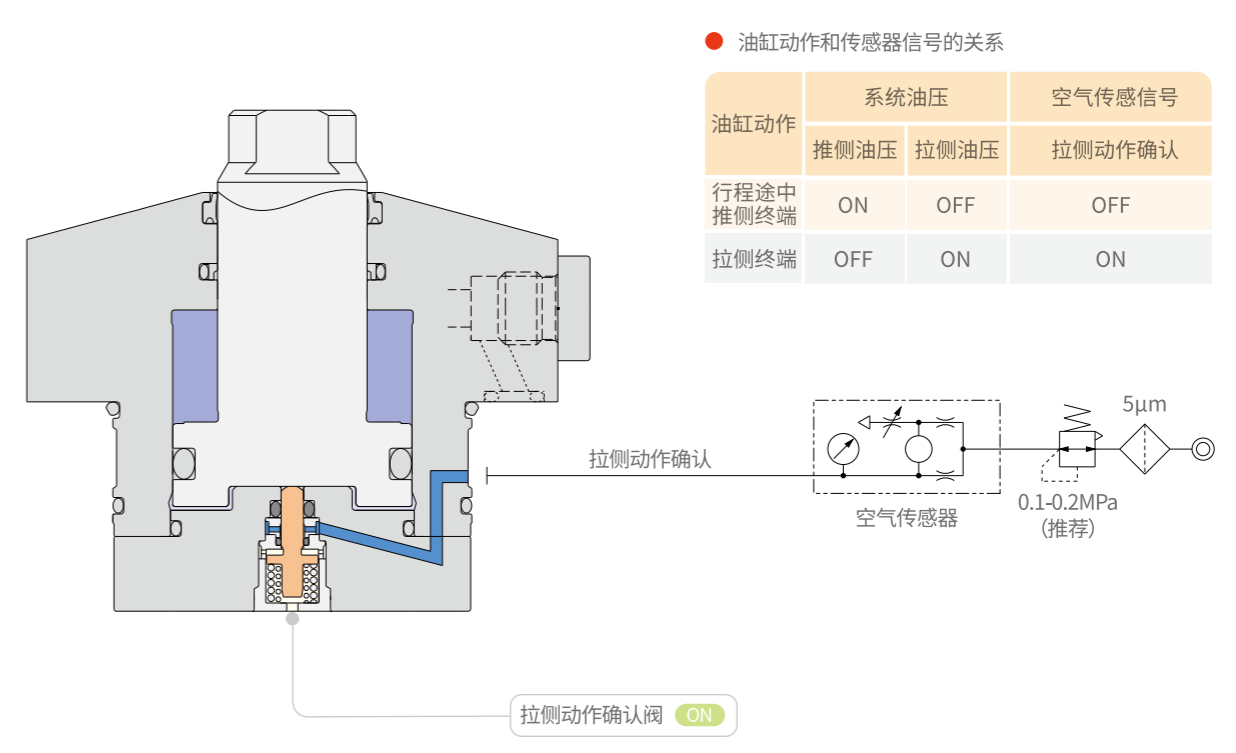 油缸动作和传感器信号的关系
油缸动作 系统油压 空气传感信号
推侧油压 拉侧油压 拉侧动作确认
行程途中
推侧终端 ON OFF OFF
拉侧终端 OFF ON ON
5μm
拉侧动作确认
0.1-0.2MPa
(推荐)
空气传感器
拉侧动作确认阀 ON